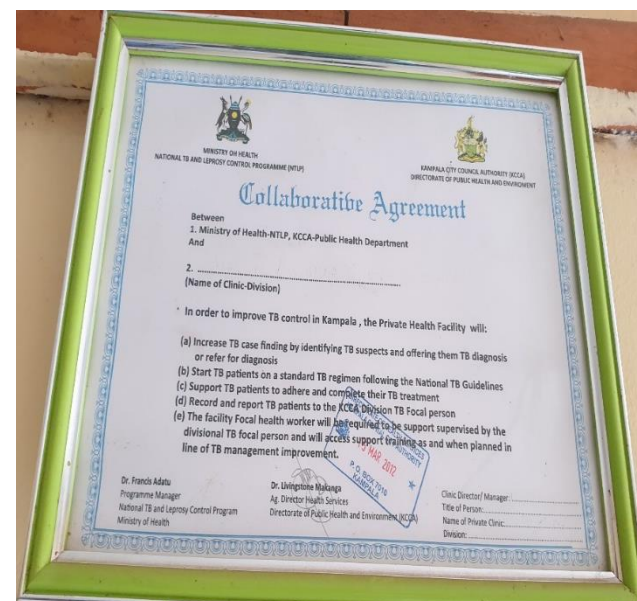 MINISTRY OH HEALTH
NATIONAL TB AND LEPROSY CONTROL PROGRAMME (NTLP)
KAMPALA CITY COUNCIL AUTHORITY (KCCA)
DIRECTORATE OF PUBLIC HEALTH AND ENVIRONMENT
Collaborative Agreement
Between
1. Ministry of Health-NTLP, KCCA-Public Health Department
And
2. ........................................................
(Name of Clinic-Division)
In order to improve TB control in Kampala , the Private Health Facility will:
(a) Increase TB case finding by identifying TB suspects and offering them TB diagnosis
or refer for diagnosis
(b) Start TB patients on a standard TB regimen following the National TB Guidelines
(c) Support TB patients to adhere and complete their TB treatment
(d) Record and report TB patients to the KCCA Division TB Focal person
(e) The facility Focal health worker will be required to be support supervised by the
divisional TB focal person and will access support training as and when planned in
line of TB management improvement.
MAR 2012
P.O. BOX 7010
KAMPALA
Dr. Francis Adatu
Programme Manager
National TB and Leprosy Control Program
Ministry of Health
Dr. Livingstone Makanga
Ag. Director Health Services
Directorate of Public Health and Environment (KCCA)
Clinic Director/ Manager:
Title of Person:
Name of Private Clinic:
Division: